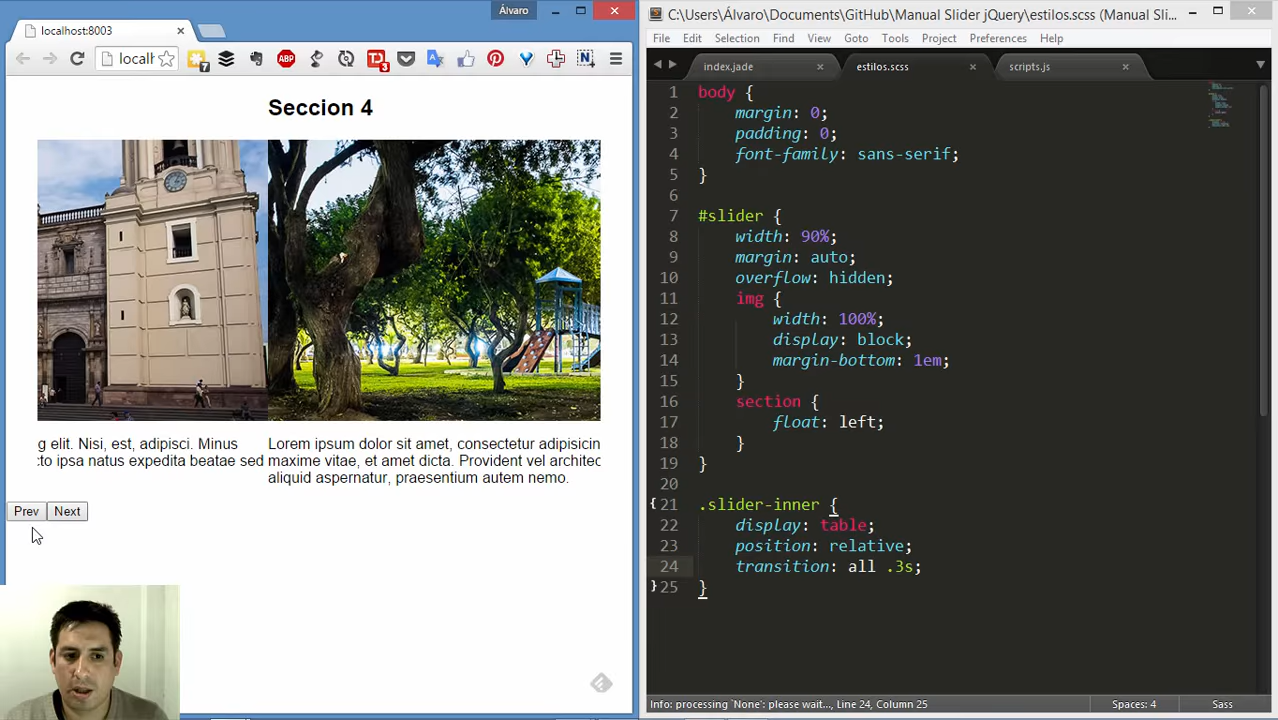 Álvaro
localhost:8003
localh
7
ABP
TD
3
N
Seccion 4
g elit. Nisi, est, adipisci. Minus
to ipsa natus expedita beatae sed
Lorem ipsum dolor sit amet, consectetur adipisicin
maxime vitae, et amet dicta. Provident vel architec
aliquid aspernatur, praesentium autem nemo.
Prev
Next
C:\Users\Álvaro\Documents\GitHub\Manual Slider jQuery\estilos.scss (Manual Sli...
File Edit Selection Find View Goto Tools Project Preferences Help
index.jade
estilos.scss
scripts.js
1 body {
2 margin: 0;
3 padding: 0;
4 font-family: sans-serif;
5 }
6
7 #slider {
8 width: 90%;
9 margin: auto;
10 overflow: hidden;
11 img {
12 width: 100%;
13 display: block;
14 margin-bottom: 1em;
15 }
16 section {
17 float: left;
18 }
19 }
20
21 .slider-inner {
22 display: table;
23 position: relative;
24 transition: all .3s;
25 }
Info: processing `None': please wait..., Line 24, Column 25
Spaces: 4
Sass